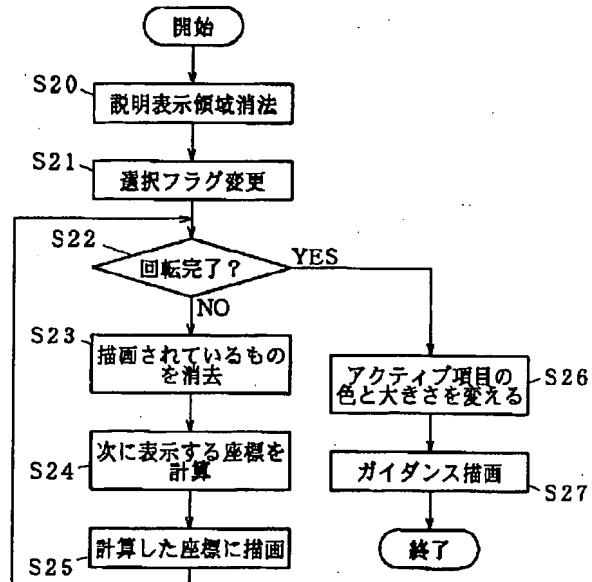 開始
S20
説明表示領域消法
S21
選択フラグ変更
S22
回転完了?
YES
NO
S23
描画されているもの
を消去
S24
次に表示する座標を
計算
S25
計算した座標に描画
アクティブ項目の
色と大きさを変える
S26
ガイダンス描画
S27
終了